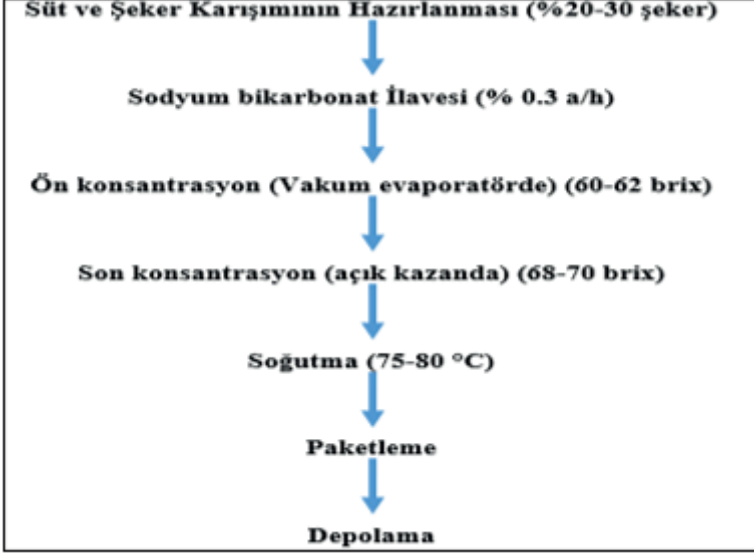 Süt ve Şeker Karışımının Hazırlanması (%20-30 şeker)
Sodyum bikarbonat İlavesi (% 0.3 a/h)
Ön konsantrasyon (Vakum evaporatörde) (60-62 brix)
Son konsantrasyon (açık kazanda) (68-70 brix)
Soğutma (75-80 °C)
Paketleme
Depolama